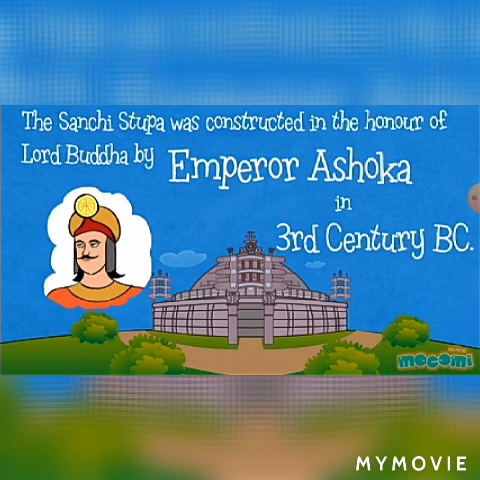 The Sanchi Stupa was constructed in the honour of
Lord Buddha by Emperor Ashoka
in
3rd Century BC.
mocomi
MYMOVIE